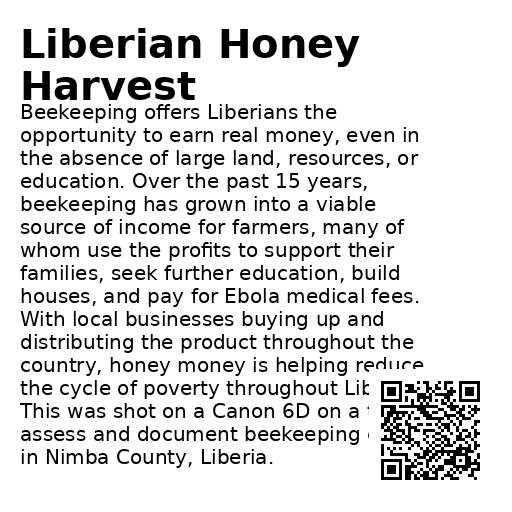 Liberian Honey
Harvest
Beekeeping offers Liberians the
opportunity to earn real money, even in
the absence of large land, resources, or
education. Over the past 15 years,
beekeeping has grown into a viable
source of income for farmers, many of
whom use the profits to support their
families, seek further education, build
houses, and pay for Ebola medical fees.
With local businesses buying up and
distributing the product throughout the
country, honey money is helping reduce
the cycle of poverty throughout
This was shot on a Canon 6D on a
assess and document beekeeping
in Nimba County, Liberia.